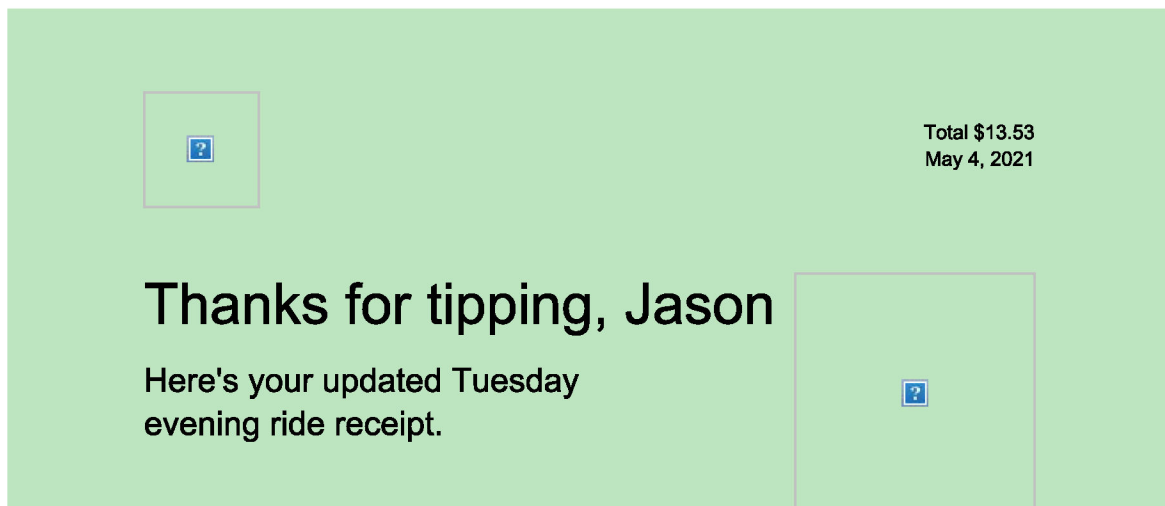 Total $13.53
May 4, 2021
Thanks for tipping, Jason
Here's your updated Tuesday
evening ride receipt.